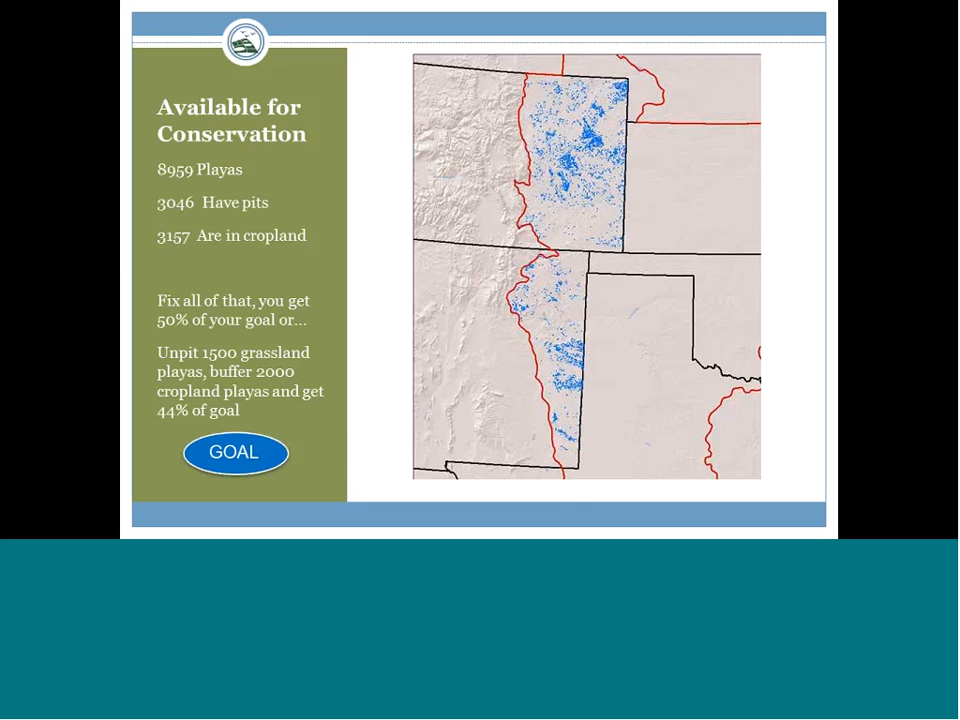 Available for
Conservation
8959 Playas
3046 Have pits
3157 Are in cropland
Fix all of that, you get
50% of your goal or...
Unpit 1500 grassland
playas, buffer 2000
cropland playas and get
44% of goal
GOAL